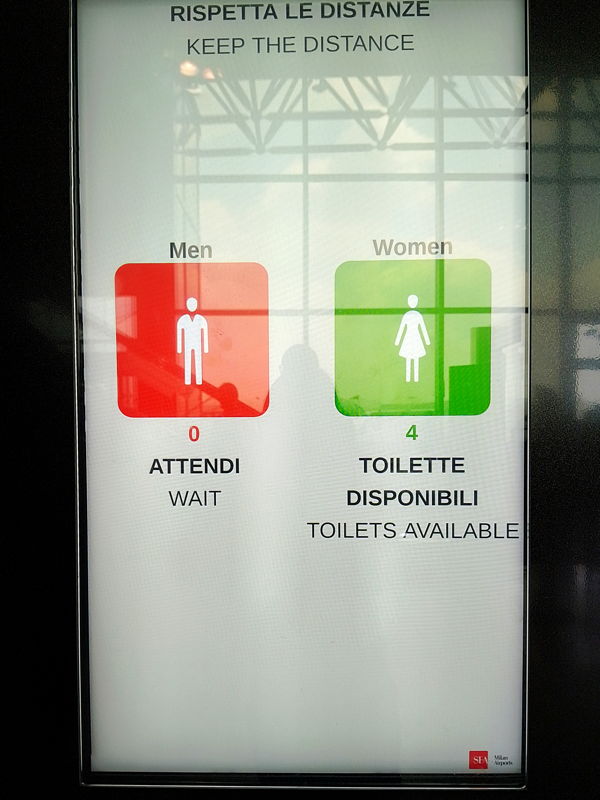 RISPETTA LE DISTANZE
KEEP THE DISTANCE
Men Women
0 4
ATTENDI TOILETTE
WAIT DISPONIBILI
TOILETS AVAILABLE
SEA Milan
Airports